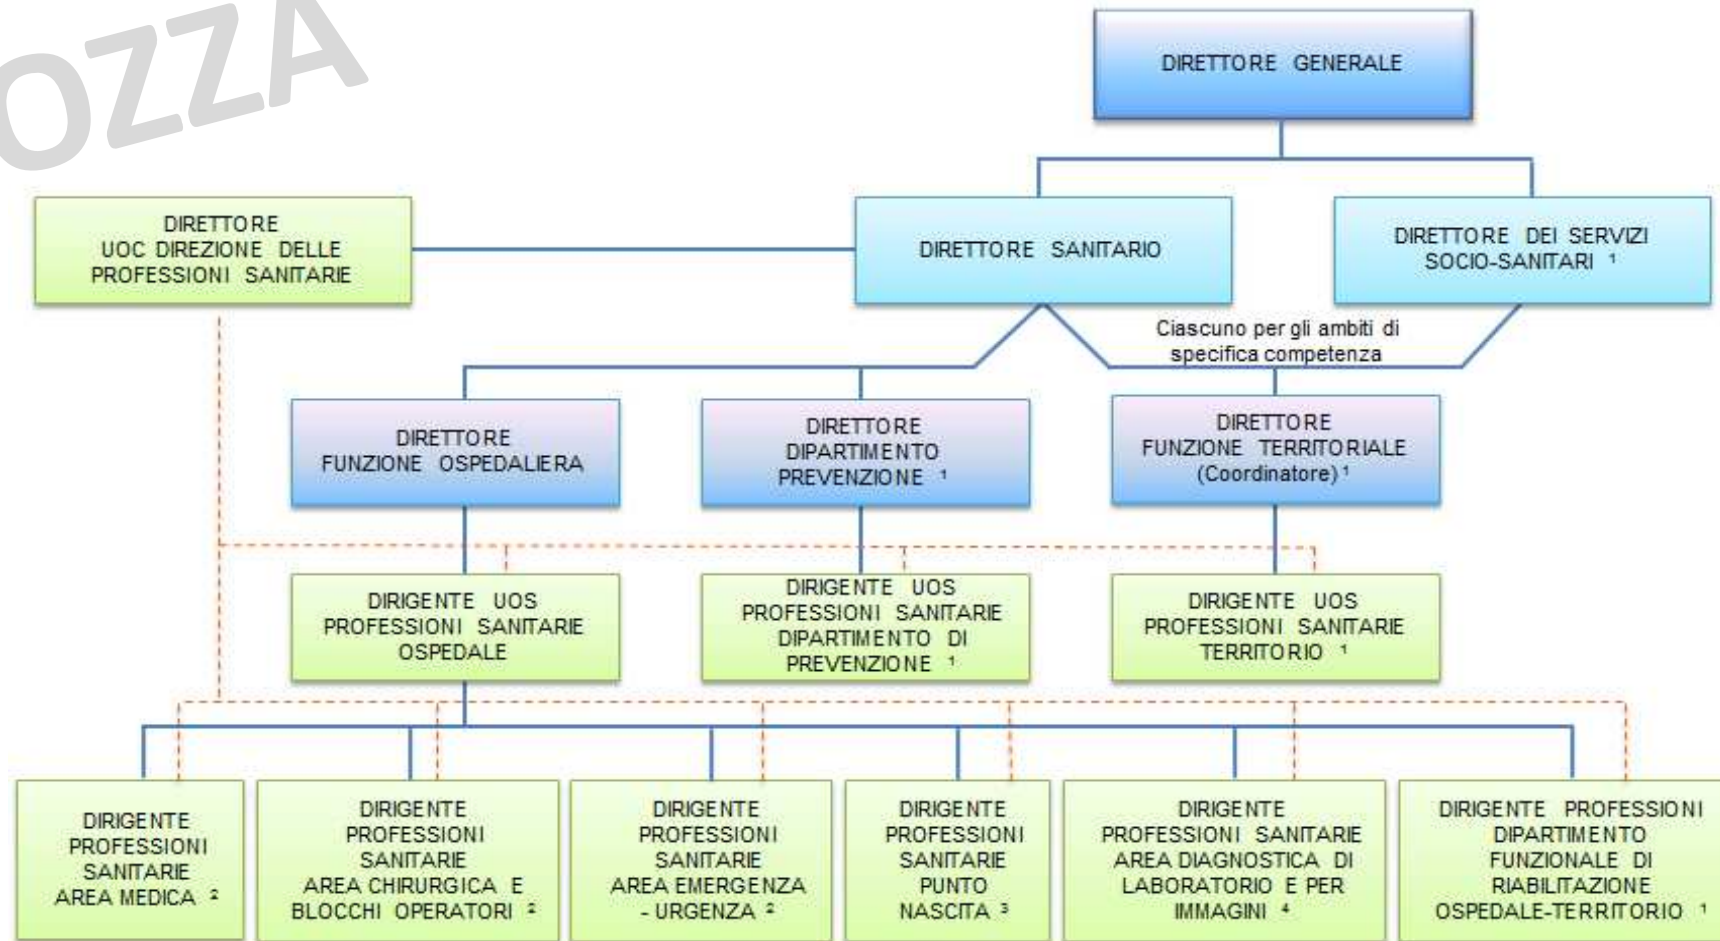 OZZA
DIRETTORE GENERALE
DIRETTORE
UOC DIREZIONE DELLE
PROFESSIONI SANITARIE
DIRETTORE SANITARIO
DIRETTORE DEI SERVIZI
SOCIO-SANITARI ¹
Ciascuno per gli ambiti di
specifica competenza
DIRETTORE
FUNZIONE OSPEDALIERA
DIRETTORE
DIPARTIMENTO
PREVENZIONE ¹
DIRETTORE
FUNZIONE TERRITORIALE
(Coordinatore) ¹
DIRIGENTE UOS
PROFESSIONI SANITARIE
OSPEDALE
DIRIGENTE UOS
PROFESSIONI SANITARIE
DIPARTIMENTO DI
PREVENZIONE ¹
DIRIGENTE UOS
PROFESSIONI SANITARIE
TERRITORIO ¹
DIRIGENTE
PROFESSIONI
SANITARIE
AREA MEDICA ²
DIRIGENTE
PROFESSIONI
SANITARIE
AREA CHIRURGICA E
BLOCCHI OPERATORI ²
DIRIGENTE
PROFESSIONI
SANITARIE
AREA EMERGENZA
- URGENZA ²
DIRIGENTE
PROFESSIONI
SANITARIE
PUNTO
NASCITA ³
DIRIGENTE
PROFESSIONI SANITARIE
AREA DIAGNOSTICA DI
LABORATORIO E PER
IMMAGINI ⁴
DIRIGENTE PROFESSIONI
DIPARTIMENTO
FUNZIONALE DI
RIABILITAZIONE
OSPEDALE-TERRITORIO ¹